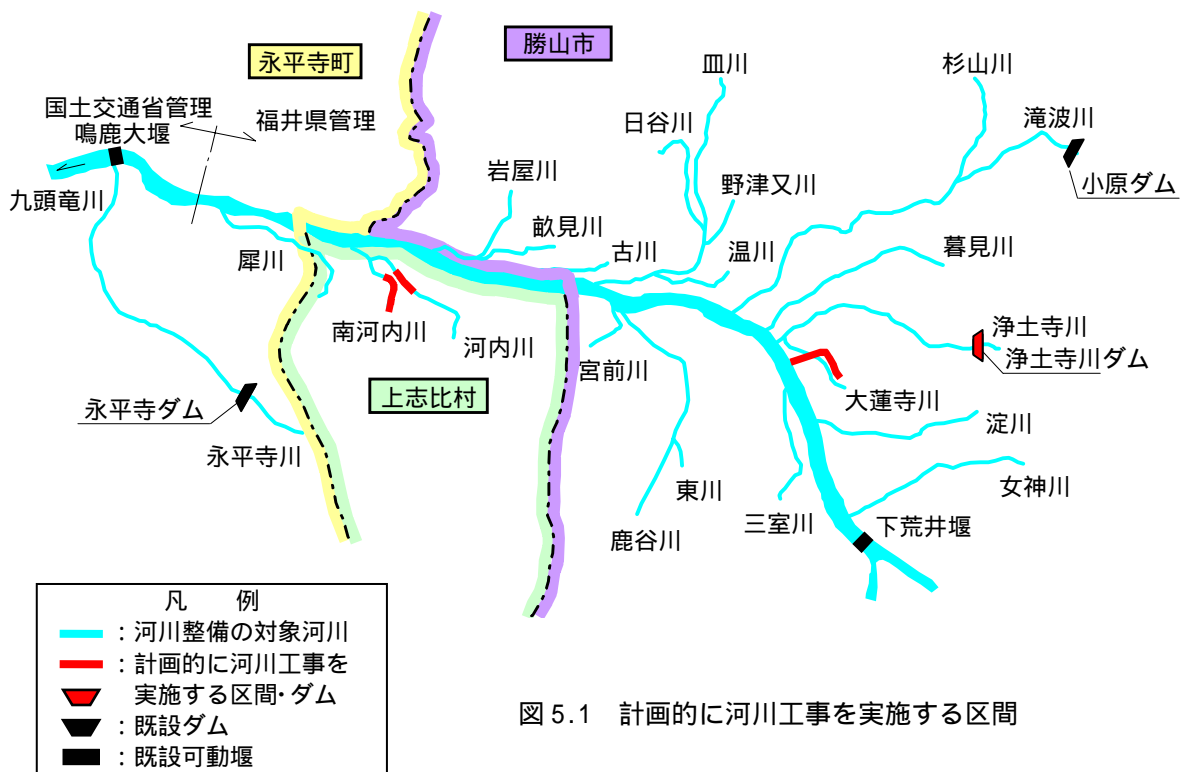 永平寺町
勝山市
国土交通省管理
鳴鹿大堰
福井県管理
九頭竜川
皿川
日谷川
杉山川
滝波川
小原ダム
岩屋川
野津又川
畝見川
古川
温川
暮見川
犀川
南河内川
河内川
宮前川
浄土寺川
浄土寺川ダム
上志比村
大蓮寺川
永平寺ダム
淀川
永平寺川
東川
女神川
三室川
下荒井堰
鹿谷川
凡 例
:河川整備の対象河川
:計画的に河川工事を
実施する区間・ダム
:既設ダム
:既設可動堰
図 5.1 計画的に河川工事を実施する区間